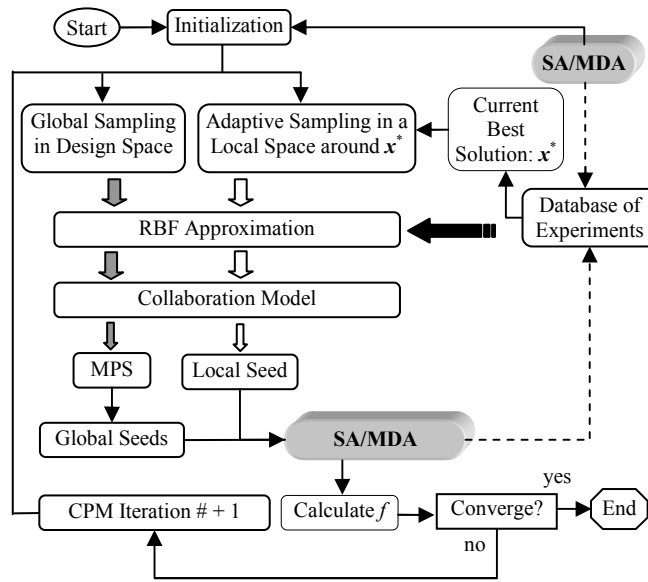 Start
Initialization
SA/MDA
Global Sampling
in Design Space
Adaptive Sampling in a
Local Space around x*
Current
Best
Solution: x*
RBF Approximation
Database of
Experiments
Collaboration Model
MPS
Local Seed
Global Seeds
SA/MDA
yes
CPM Iteration # + 1
Calculate f
Converge?
End
no